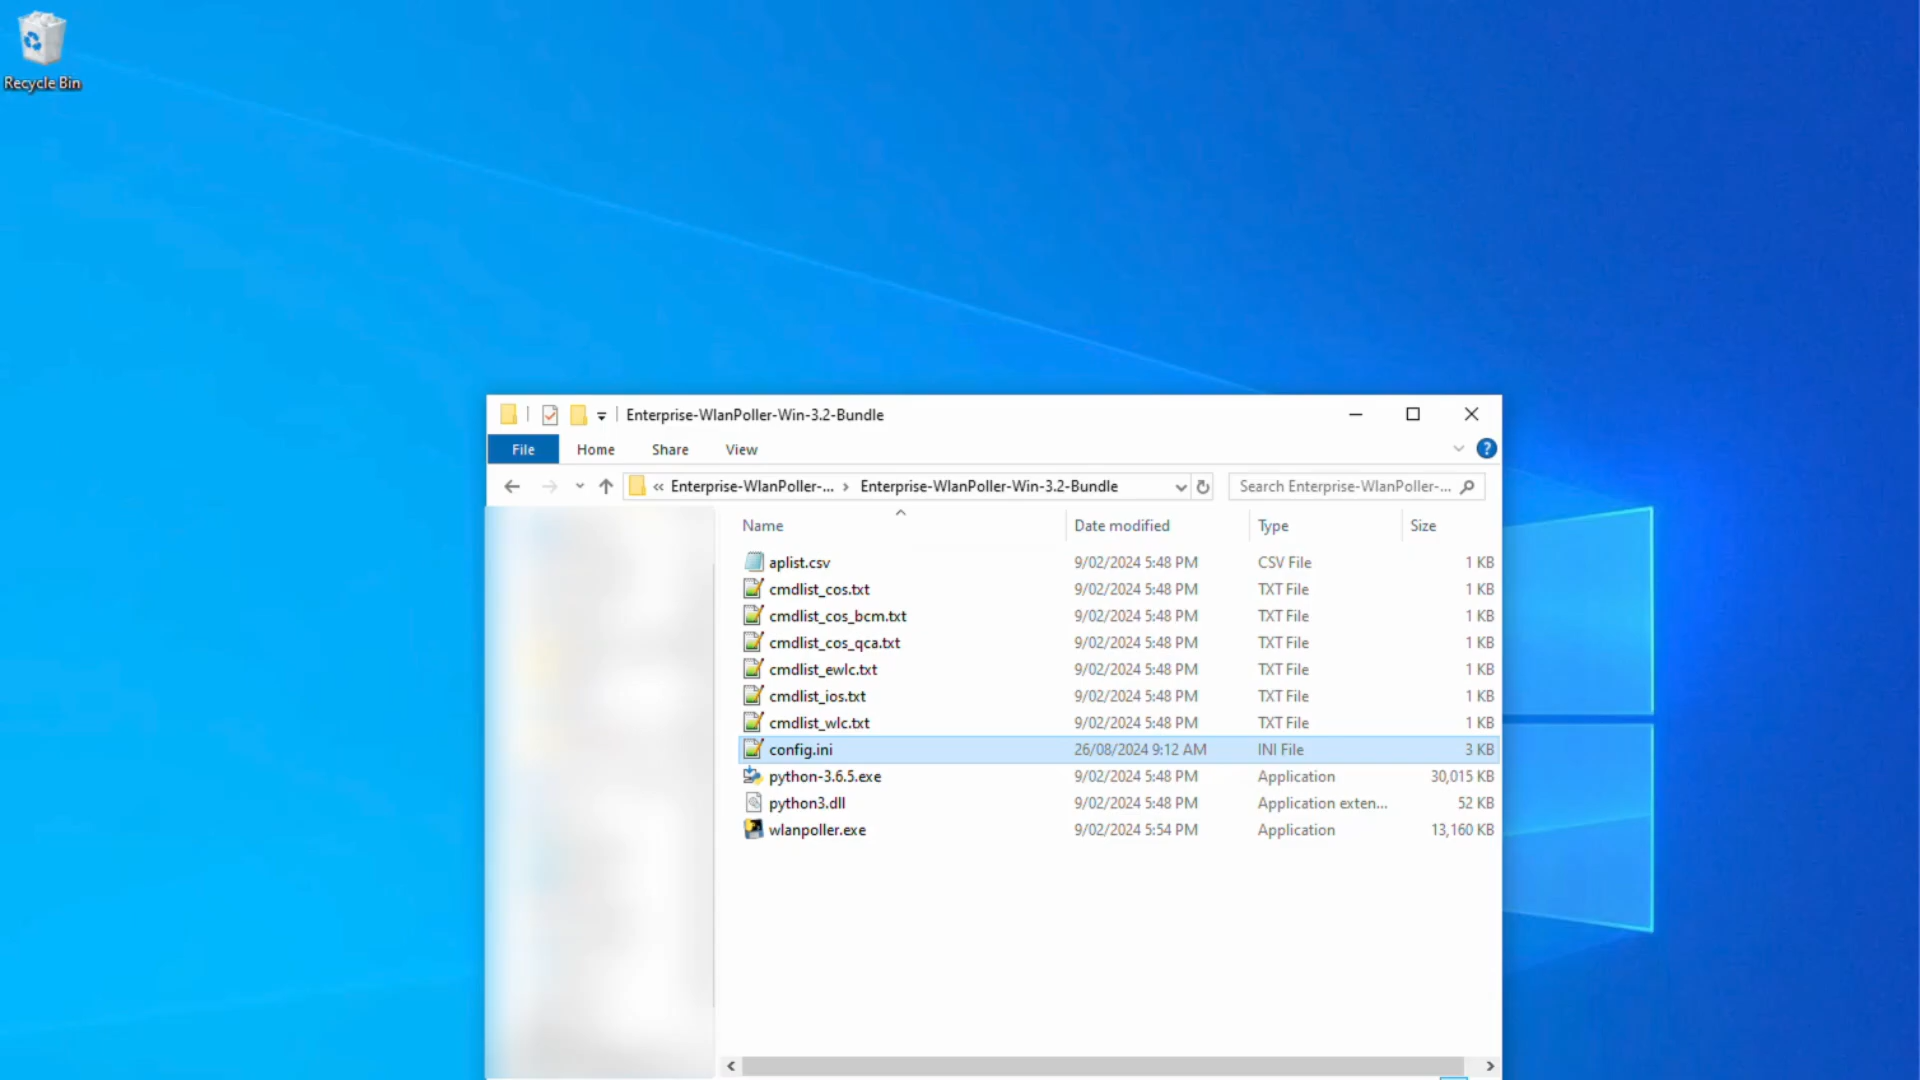 Recycle Bin
Enterprise-WlanPoller-Win-3.2-Bundle
File Home Share View
« Enterprise-WlanPoller-... › Enterprise-WlanPoller-Win-3.2-Bundle Search Enterprise-WlanPoller-...
Name Date modified Type Size
aplist.csv 9/02/2024 5:48 PM CSV File 1 KB
cmdlist_cos.txt 9/02/2024 5:48 PM TXT File 1 KB
cmdlist_cos_bcm.txt 9/02/2024 5:48 PM TXT File 1 KB
cmdlist_cos_qca.txt 9/02/2024 5:48 PM TXT File 1 KB
cmdlist_ewlc.txt 9/02/2024 5:48 PM TXT File 1 KB
cmdlist_ios.txt 9/02/2024 5:48 PM TXT File 1 KB
cmdlist_wlc.txt 9/02/2024 5:48 PM TXT File 1 KB
config.ini 26/08/2024 9:12 AM INI File 3 KB
python-3.6.5.exe 9/02/2024 5:48 PM Application 30,015 KB
python3.dll 9/02/2024 5:48 PM Application exten... 52 KB
wlanpoller.exe 9/02/2024 5:54 PM Application 13,160 KB